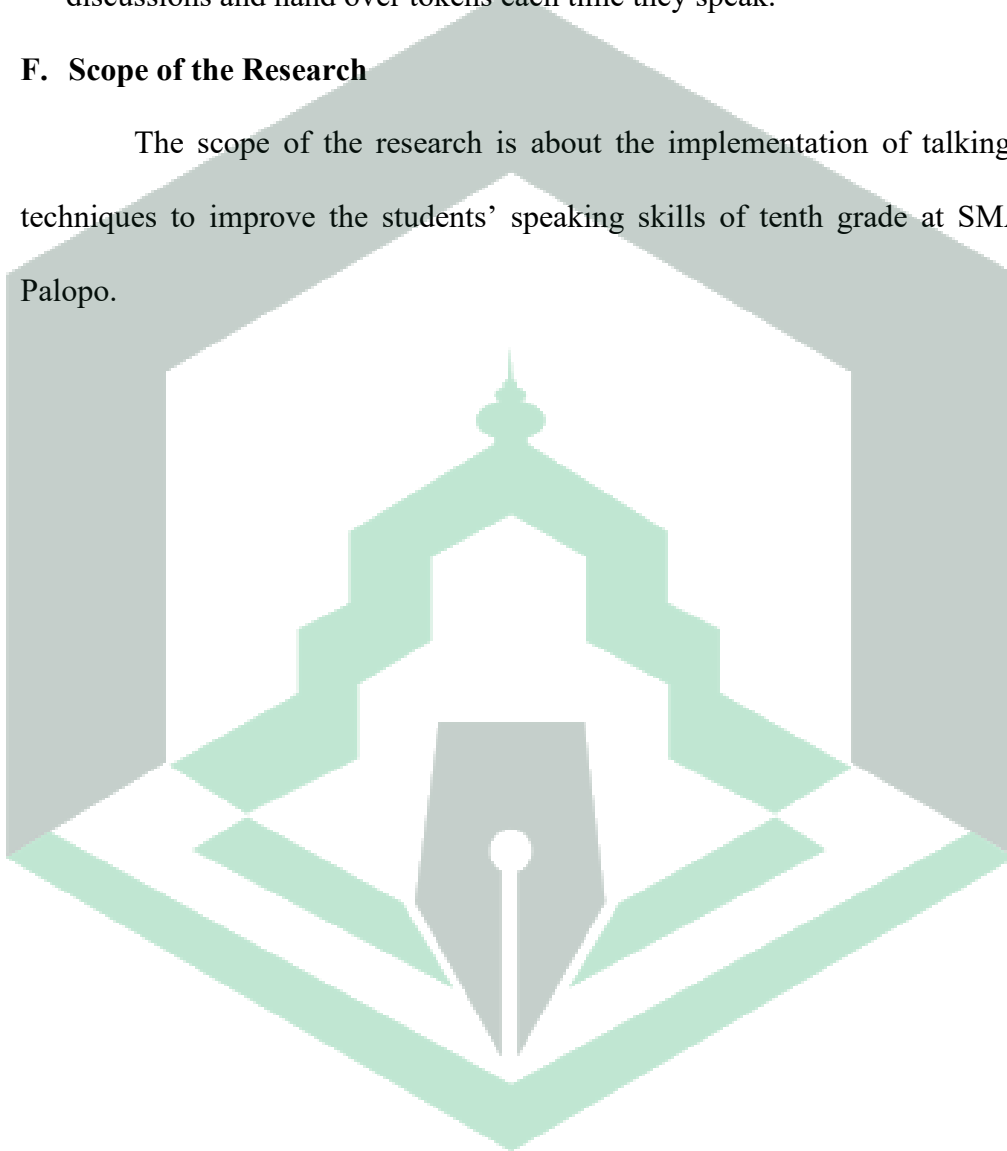 discussions and hand over tokens each time they speak.
F. Scope of the Research
The scope of the research is about the implementation of talking
techniques to improve the students’ speaking skills of tenth grade at
Palopo.